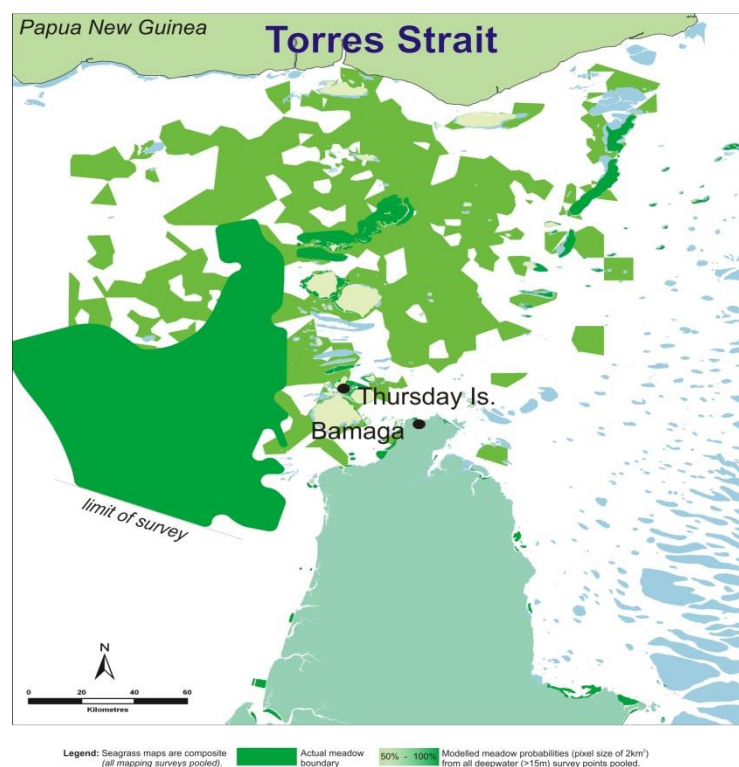 Papua New Guinea
Torres Strait
Thursday Is.
Bamaga
limit of survey
N
0 20 40 60
Kilometres
Legend: Seagrass maps are composite
(all mapping surveys pooled).
Actual meadow
boundary
50% - 100%
Modelled meadow probabilities (pixel size of 2km²)
from all deepwater (>15m) survey points pooled.